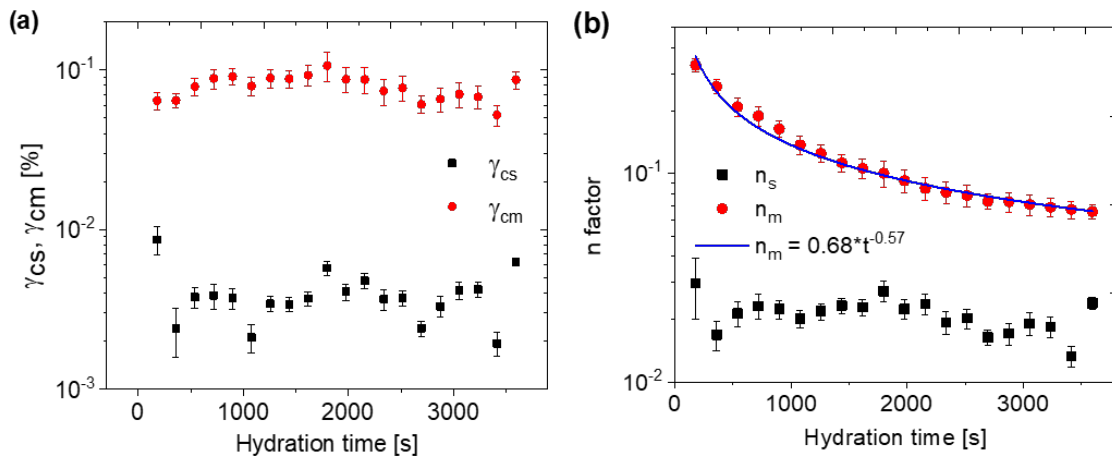 (a)
γcs, γcm [%]
10⁻¹
10⁻²
10⁻³
γcs
γcm
0 1000 2000 3000
Hydration time [s]
(b)
n factor
10⁻¹
10⁻²
nₛ
nₘ
nₘ = 0.68*t⁻⁰·⁵⁷
0 1000 2000 3000
Hydration time [s]